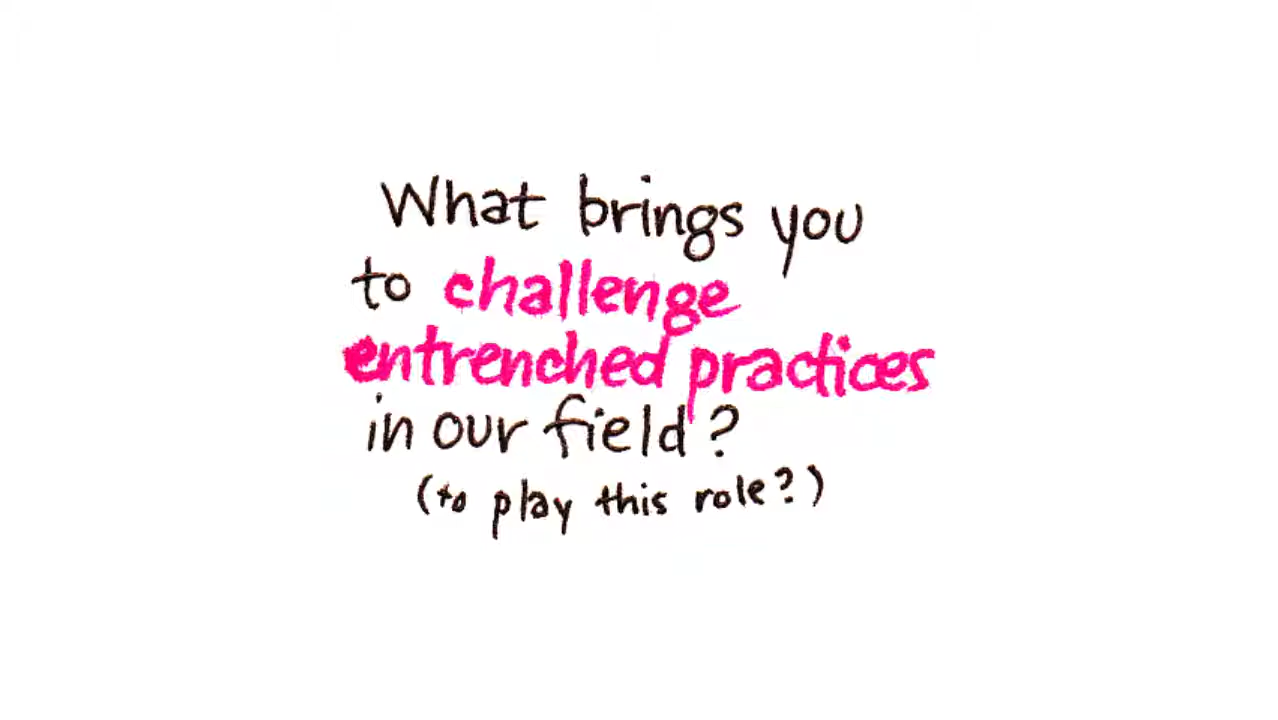 What brings you
to challenge
entrenched practices
in our field?
(to play this role?)